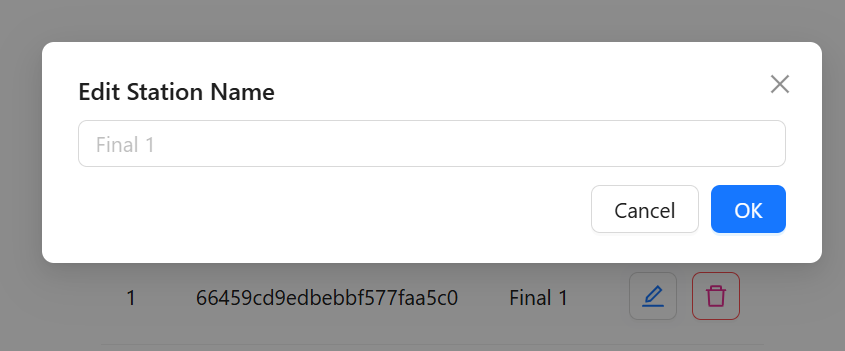 Edit Station Name
Final 1
Cancel OK
1 66459cd9edbebbf577faa5c0 Final 1